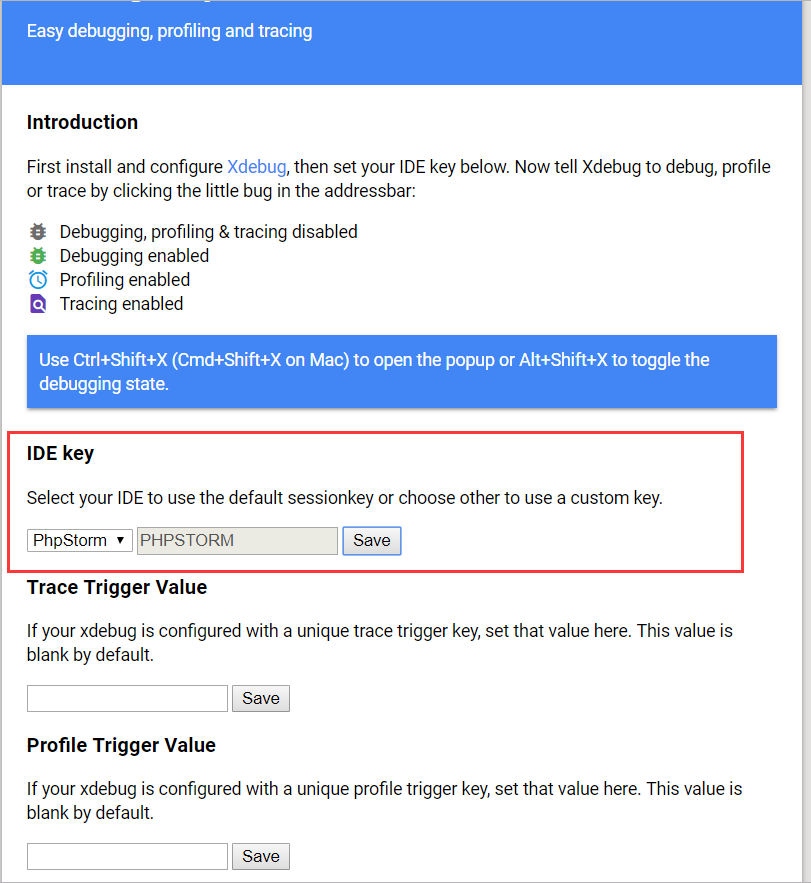 Easy debugging, profiling and tracing
Introduction
First install and configure Xdebug, then set your IDE key below. Now tell Xdebug to debug, profile
or trace by clicking the little bug in the addressbar:
Debugging, profiling & tracing disabled
Debugging enabled
Profiling enabled
Tracing enabled
Use Ctrl+Shift+X (Cmd+Shift+X on Mac) to open the popup or Alt+Shift+X to toggle the
debugging state.
IDE key
Select your IDE to use the default sessionkey or choose other to use a custom key.
PhpStorm PHPSTORM Save
Trace Trigger Value
If your xdebug is configured with a unique trace trigger key, set that value here. This value is
blank by default.
Save
Profile Trigger Value
If your xdebug is configured with a unique profile trigger key, set that value here. This value is
blank by default.
Save